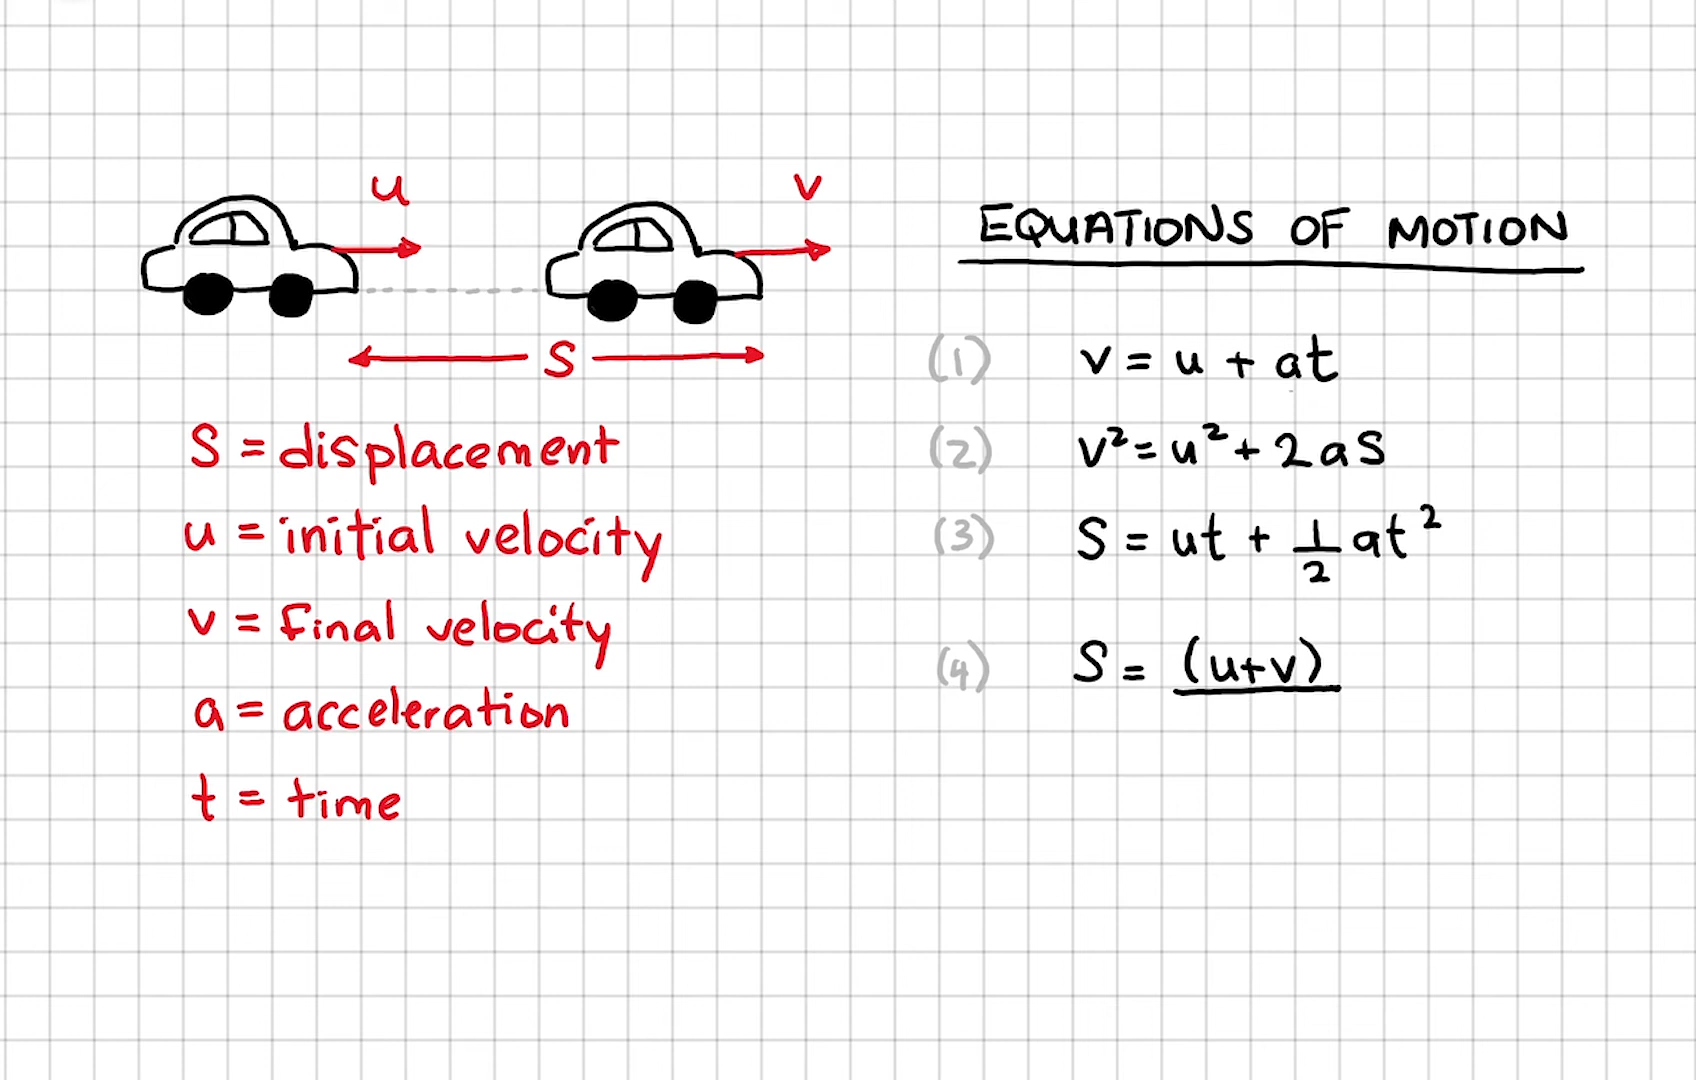 u
v
S
S = displacement
u = initial velocity
v = final velocity
a = acceleration
t = time
EQUATIONS OF MOTION
(1) v = u + at
(2) v² = u² + 2aS
(3) S = ut + 1/2 at²
(4) S = (u+v)